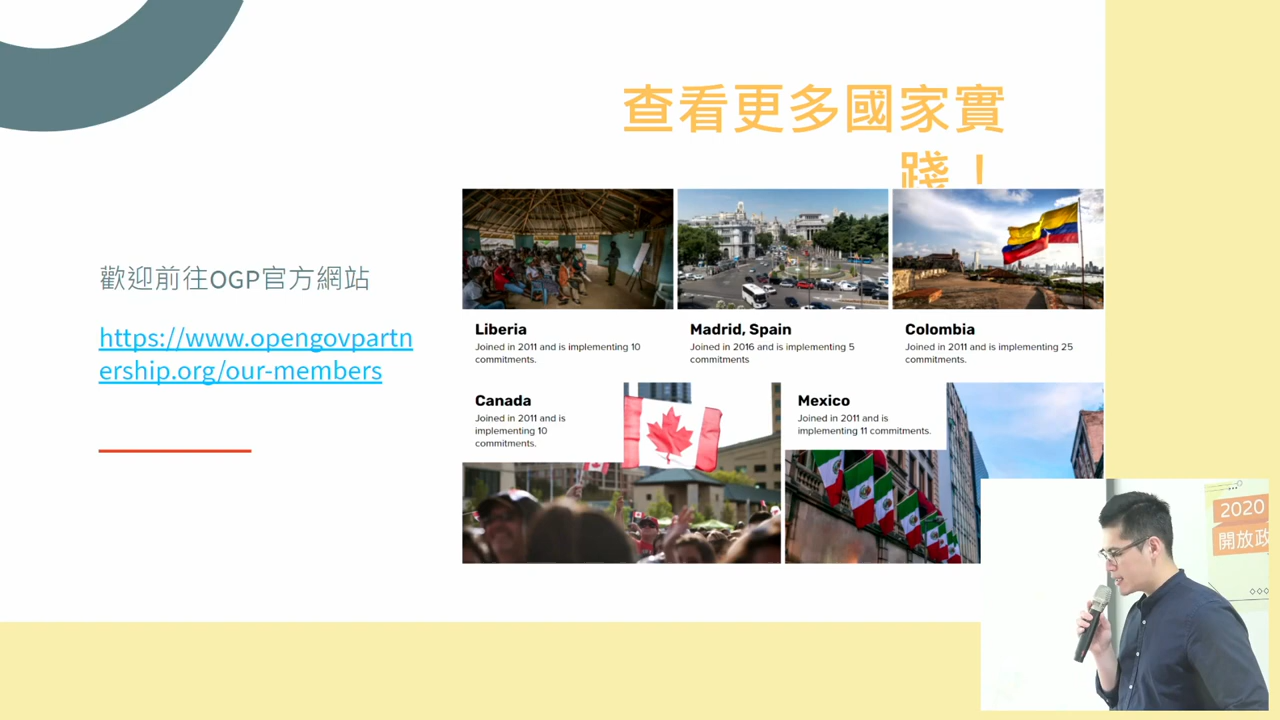 查看更多國家實
踐！
歡迎前往OGP官方網站
https://www.opengovpartn
ership.org/our-members
Liberia
Joined in 2011 and is implementing 10
commitments.
Madrid, Spain
Joined in 2016 and is implementing 5
commitments
Colombia
Joined in 2011 and is implementing 25
commitments.
Canada
Joined in 2011 and is
implementing 10
commitments.
Mexico
Joined in 2011 and is
implementing 11 commitments.
2020
開放政